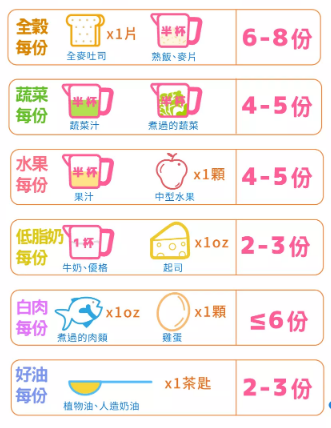 全穀
每份
x1片
半杯
全麥吐司
熟飯、麥片
6-8份
蔬菜
每份
半杯
半杯
蔬菜汁
煮過的蔬菜
4-5份
水果
每份
半杯
x1顆
果汁
中型水果
4-5份
低脂奶
每份
1杯
x1oz
牛奶、優格
起司
2-3份
白肉
每份
x1oz
x1顆
煮過的肉類
雞蛋
≤6份
好油
每份
x1茶匙
植物油、人造奶油
2-3份